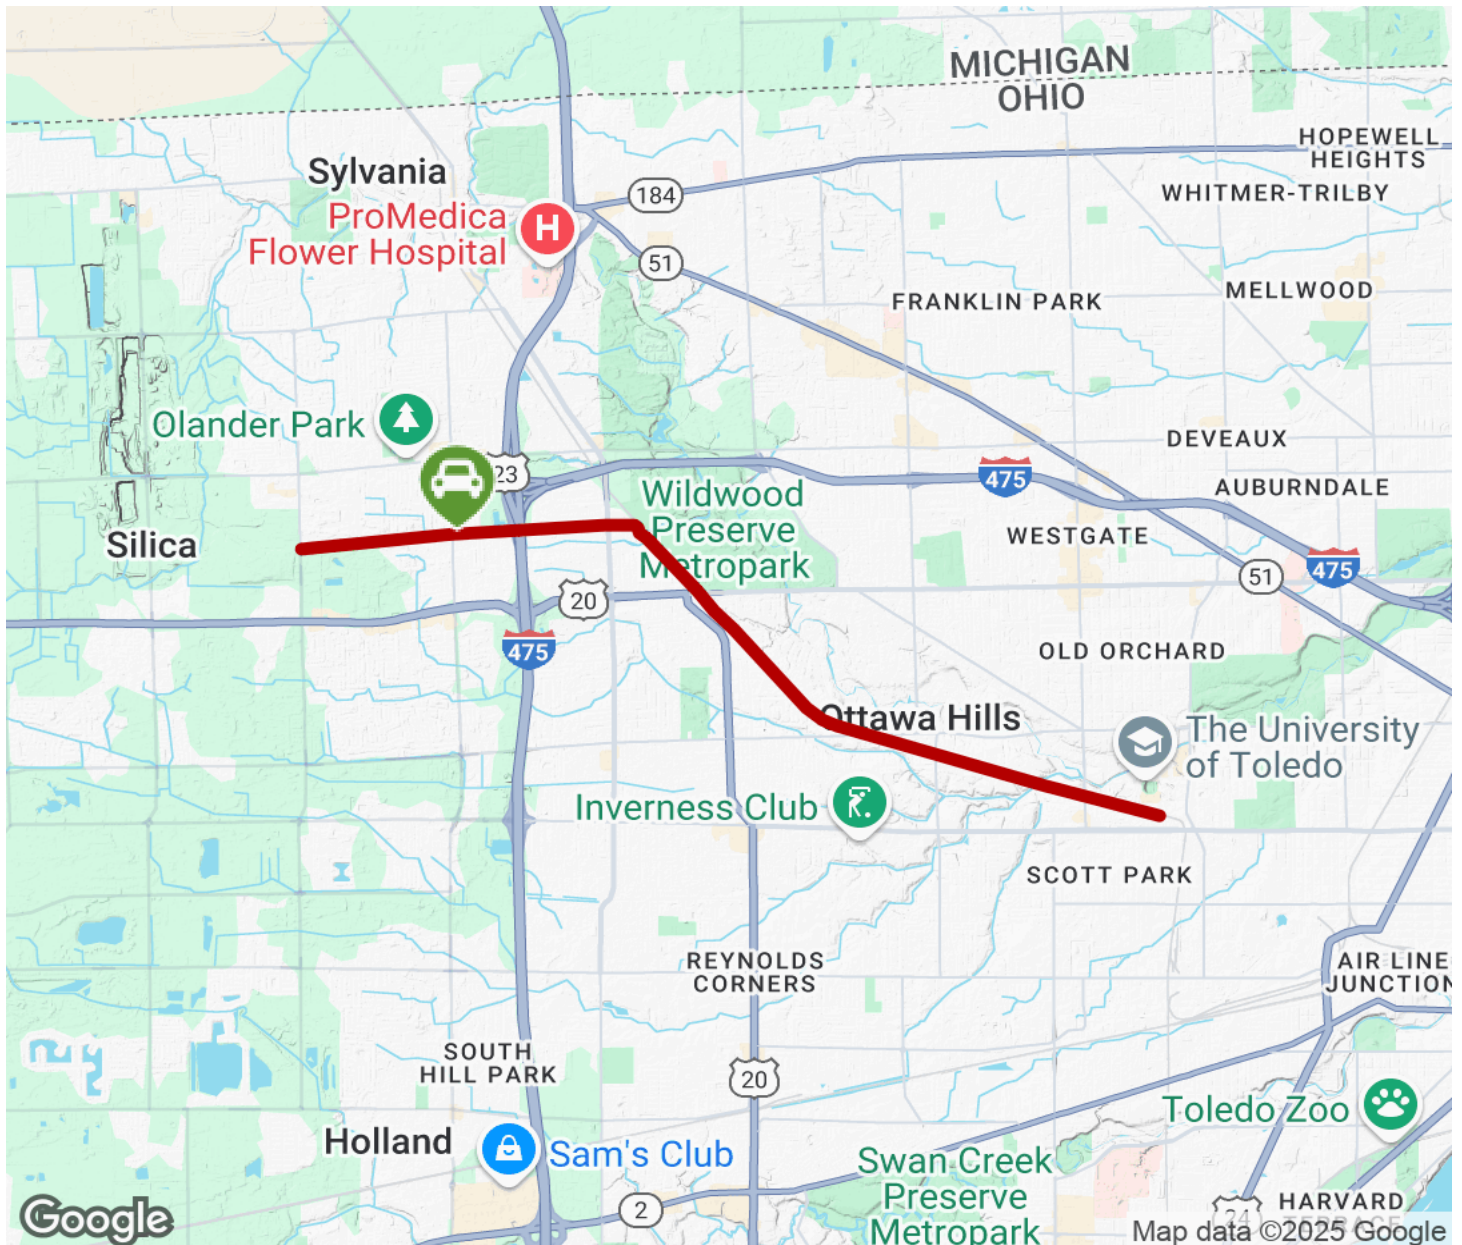 MICHIGAN
OHIO
HOPEWELL
HEIGHTS
Sylvania
184
WHITMER-TRILBY
ProMedica
Flower Hospital
H
51
FRANKLIN PARK
MELLWOOD
Olander Park
DEVEAUX
23
475
AUBURNDALE
Wildwood
Preserve
Metropark
Silica
WESTGATE
20
51
475
475
OLD ORCHARD
Ottawa Hills
The University
of Toledo
Inverness Club
SCOTT PARK
REYNOLDS
CORNERS
AIR LINE
JUNCTION
SOUTH
HILL PARK
20
Toledo Zoo
Holland
Sam's Club
Swan Creek
Preserve
Metropark
2
24
HARVARD
TERRACE
Google
Map data ©2025 Google